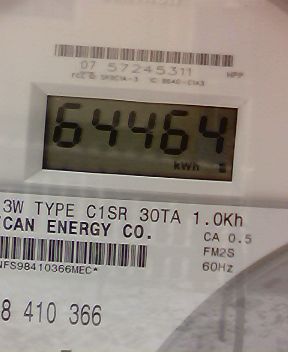 07 57245311
HPP
64464
kWh
3W TYPE C1SR 30TA 1.0Kh
CAN ENERGY CO.
CA 0.5
FM2S
60Hz
NFS98410366MEC*
8 410 366